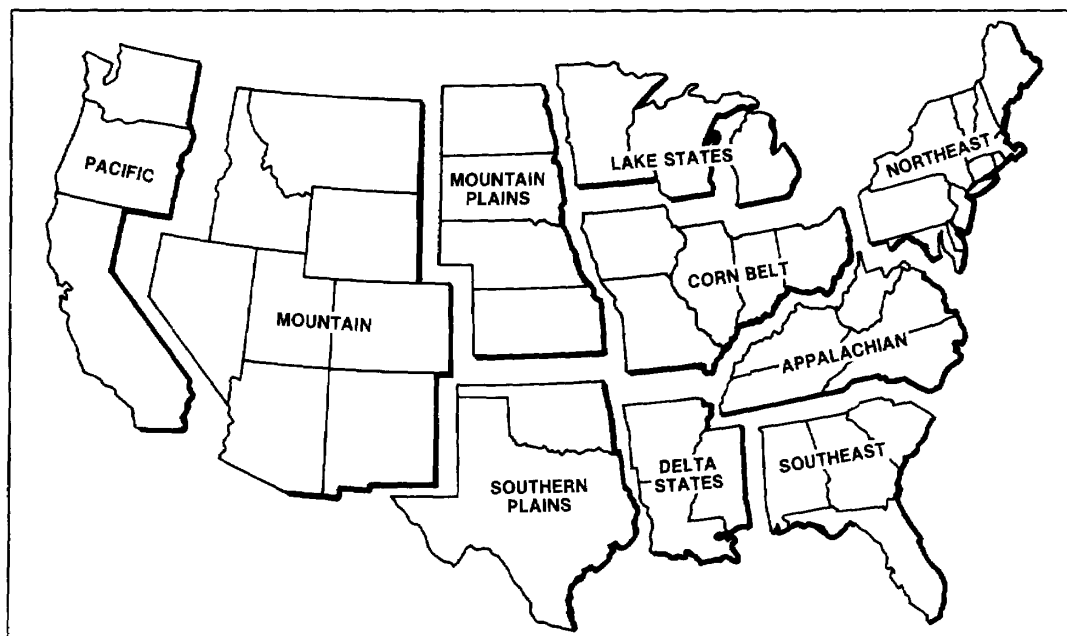 PACIFIC
MOUNTAIN
MOUNTAIN
PLAINS
LAKE STATES
NORTHEAST
CORN BELT
APPALACHIAN
SOUTHERN
PLAINS
DELTA
STATES
SOUTHEAST